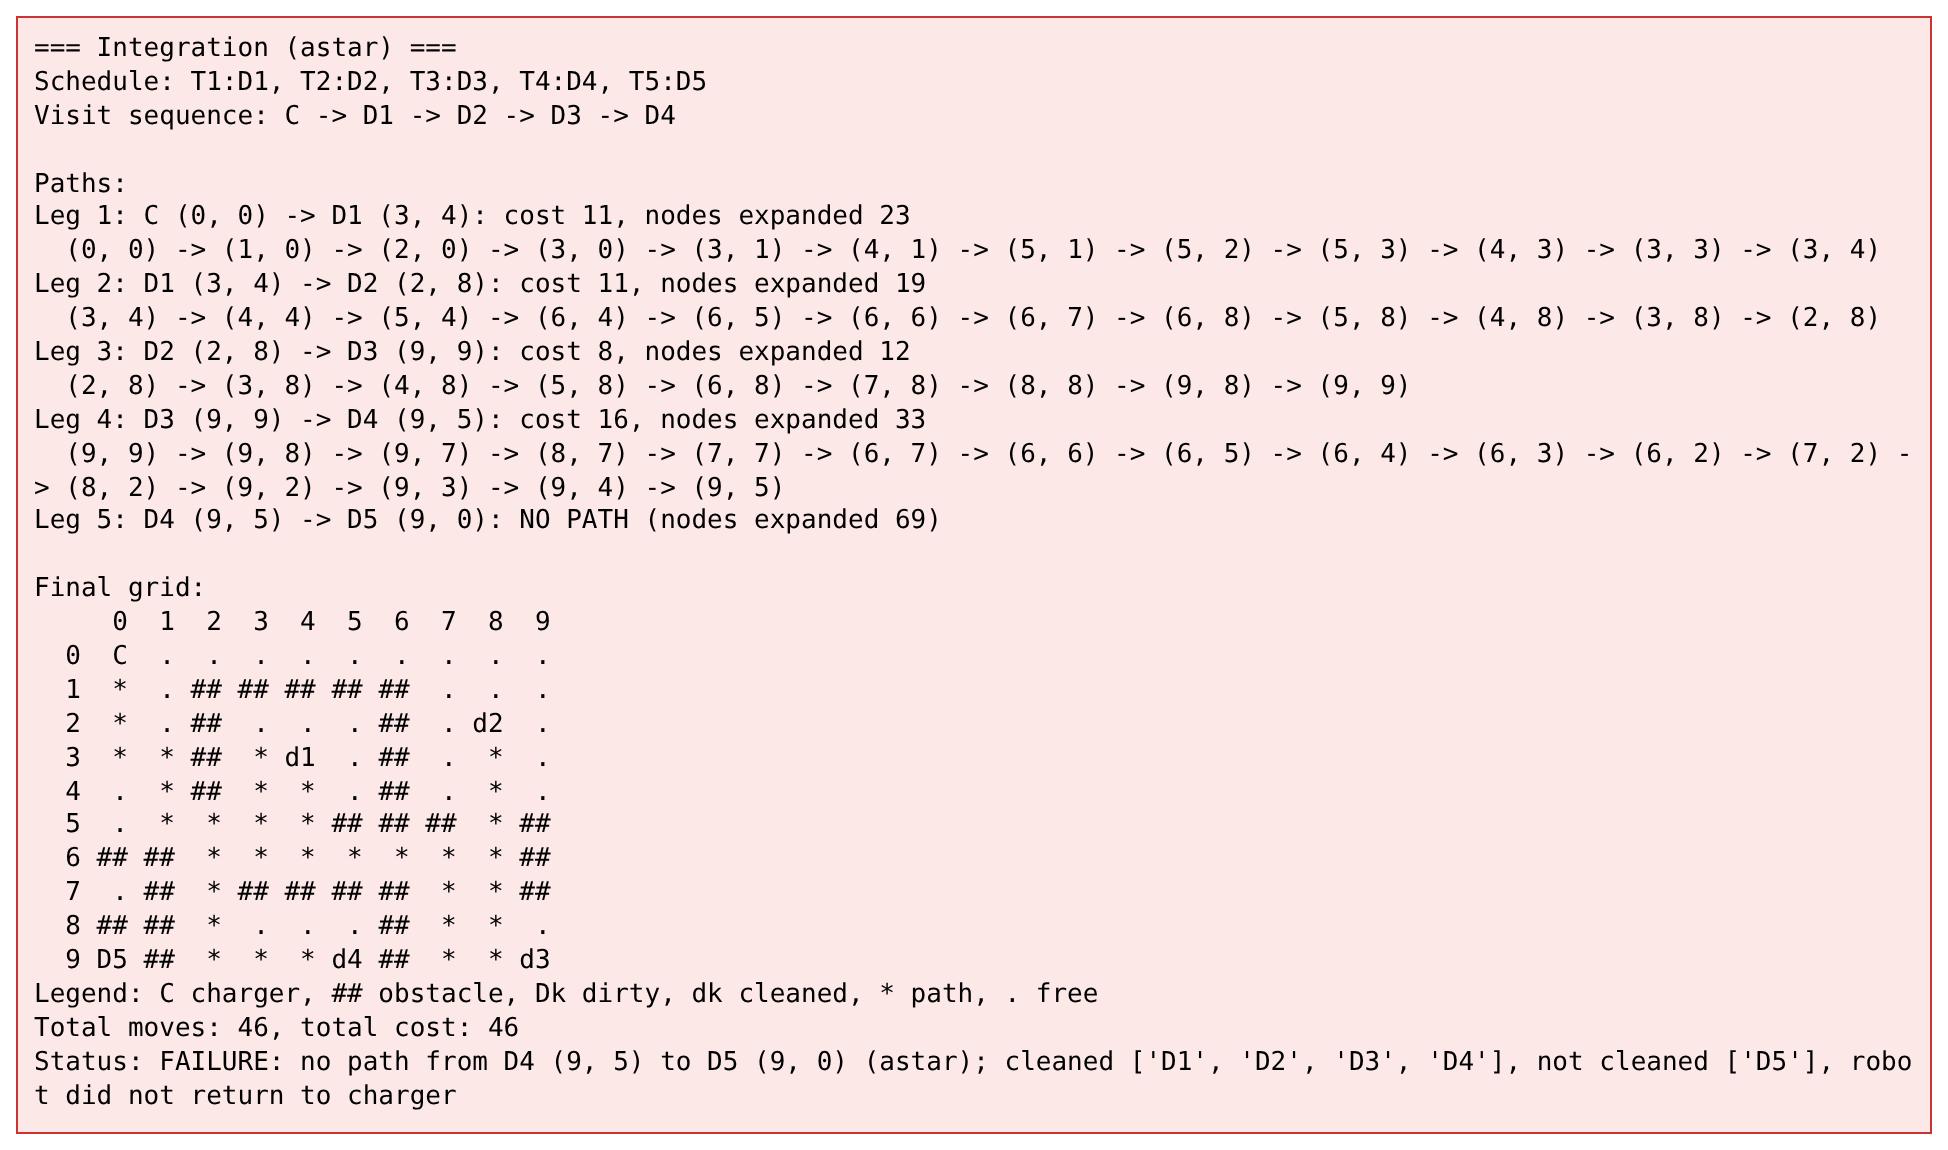 === Integration (astar) ===
Schedule: T1:D1, T2:D2, T3:D3, T4:D4, T5:D5
Visit sequence: C -> D1 -> D2 -> D3 -> D4

Paths:
Leg 1: C (0, 0) -> D1 (3, 4): cost 11, nodes expanded 23
  (0, 0) -> (1, 0) -> (2, 0) -> (3, 0) -> (3, 1) -> (4, 1) -> (5, 1) -> (5, 2) -> (5, 3) -> (4, 3) -> (3, 3) -> (3, 4)
Leg 2: D1 (3, 4) -> D2 (2, 8): cost 11, nodes expanded 19
  (3, 4) -> (4, 4) -> (5, 4) -> (6, 4) -> (6, 5) -> (6, 6) -> (6, 7) -> (6, 8) -> (5, 8) -> (4, 8) -> (3, 8) -> (2, 8)
Leg 3: D2 (2, 8) -> D3 (9, 9): cost 8, nodes expanded 12
  (2, 8) -> (3, 8) -> (4, 8) -> (5, 8) -> (6, 8) -> (7, 8) -> (8, 8) -> (9, 8) -> (9, 9)
Leg 4: D3 (9, 9) -> D4 (9, 5): cost 16, nodes expanded 33
  (9, 9) -> (9, 8) -> (9, 7) -> (8, 7) -> (7, 7) -> (6, 7) -> (6, 6) -> (6, 5) -> (6, 4) -> (6, 3) -> (6, 2) -> (7, 2) -
> (8, 2) -> (9, 2) -> (9, 3) -> (9, 4) -> (9, 5)
Leg 5: D4 (9, 5) -> D5 (9, 0): NO PATH (nodes expanded 69)

Final grid:
     0  1  2  3  4  5  6  7  8  9
  0  C  .  .  .  .  .  .  .  .  .
  1  *  . ## ## ## ## ##  .  .  .
  2  *  . ##  .  .  . ##  . d2  .
  3  *  * ##  * d1  . ##  .  *  .
  4  .  * ##  *  *  . ##  .  *  .
  5  .  *  *  *  * ## ## ##  * ##
  6 ## ##  *  *  *  *  *  *  * ##
  7  . ##  * ## ## ## ##  *  * ##
  8 ## ##  *  .  .  . ##  *  *  .
  9 D5 ##  *  *  * d4 ##  *  * d3
Legend: C charger, ## obstacle, Dk dirty, dk cleaned, * path, . free
Total moves: 46, total cost: 46
Status: FAILURE: no path from D4 (9, 5) to D5 (9, 0) (astar); cleaned ['D1', 'D2', 'D3', 'D4'], not cleaned ['D5'], robo
t did not return to charger